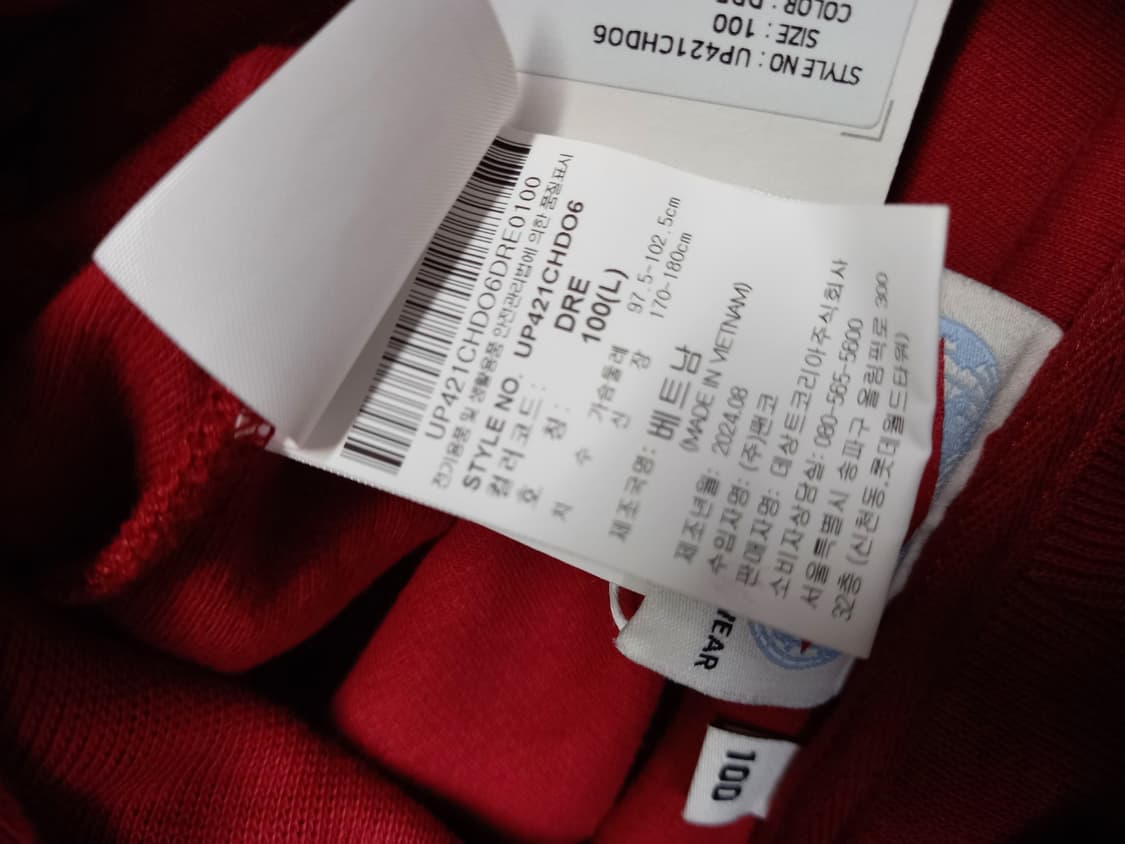 STYLE NO : UP421CHDO6
SIZE : 100
COLOR :
UP421CHDO6DRE0100
전기용품 및 생활용품 안전관리법에 의한 품질표시
STYLE NO. UP421CHDO6
컬러코드: DRE
호 칭: 100(L)
치 수 가슴둘레 97.5-102.5cm
신 장 170-180cm
제조국명: 베트남
(MADE IN VIETNAM)
제조년월: 2024.08
수입자명: (주)원코
판매자명: 데상트코리아주식회사
소비자상담실: 080-565-5800
서울특별시 송파구 올림픽로 300
32층 (신천동,롯데월드타워)
100